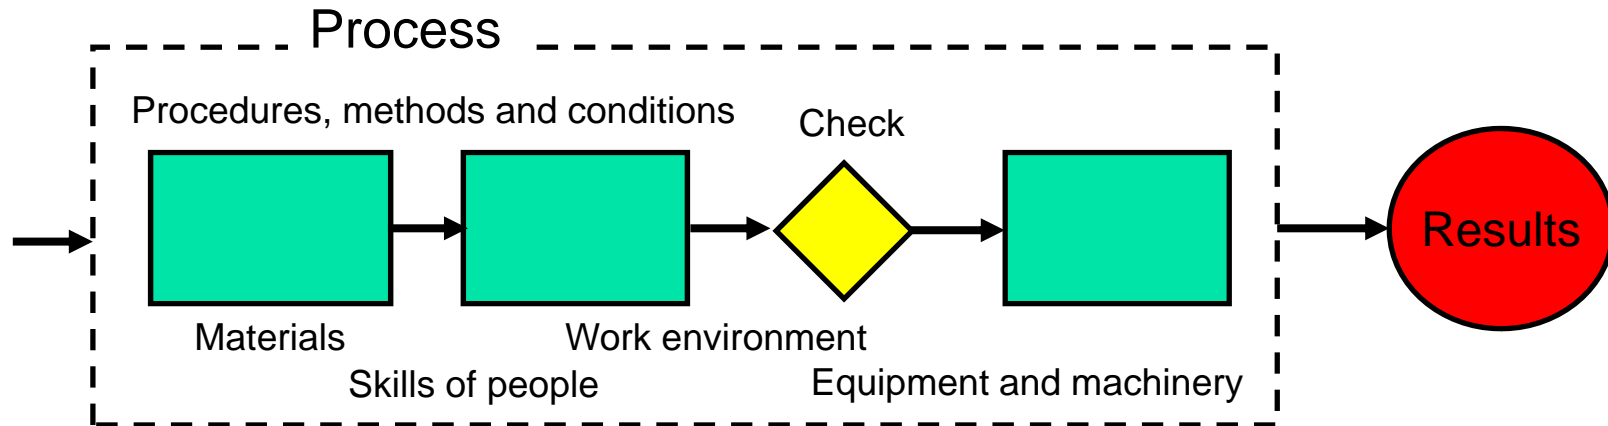 Process
Procedures, methods and conditions
Check
Results
Materials
Work environment
Skills of people
Equipment and machinery